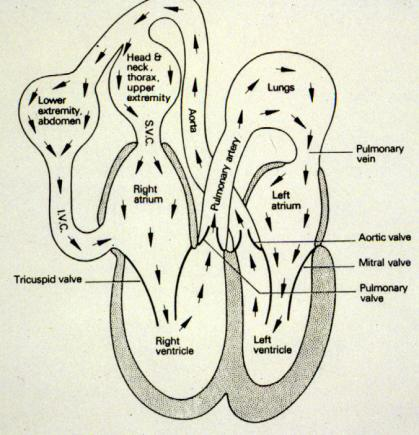 Head &
neck,
thorax,
upper
extremity
Lower
extremity,
abdomen
Lungs
S.V.C.
Aorta
Pulmonary artery
Pulmonary
vein
I.V.C.
Right
atrium
Left
atrium
Aortic valve
Mitral valve
Tricuspid valve
Pulmonary
valve
Right
ventricle
Left
ventricle